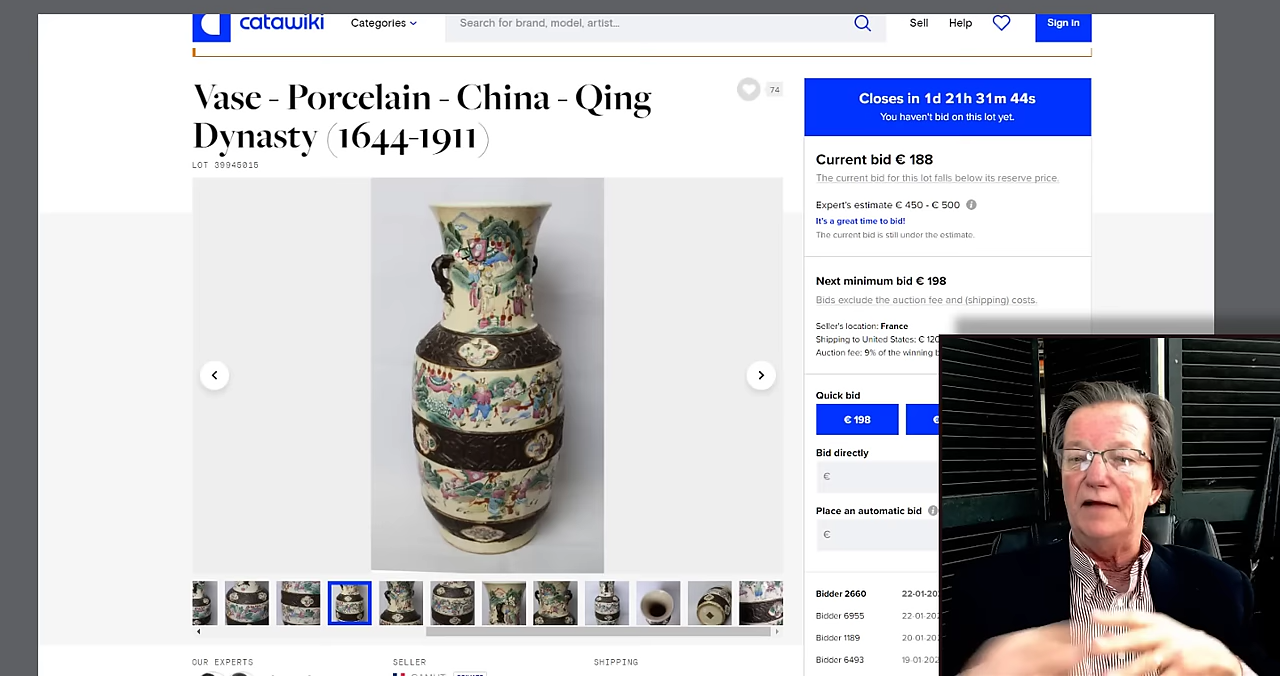 catawiki
Categories
Search for brand, model, artist...
Sell
Help
Sign in
Vase - Porcelain - China - Qing
Dynasty (1644-1911)
74
LOT 39945015
Closes in 1d 21h 31m 44s
You haven't bid on this lot yet.
Current bid € 188
The current bid for this lot falls below its reserve price.
Expert's estimate € 450 - € 500
It's a great time to bid!
The current bid is still under the estimate.
Next minimum bid € 198
Bids exclude the auction fee and (shipping) costs.
Seller's location: France
Shipping to United States: € 120
Auction fee: 9% of the winning
Quick bid
€ 198
€
Bid directly
€
Place an automatic bid
€
Bidder 2660
22-01-20
Bidder 6955
22-01-20
Bidder 1189
20-01-20
Bidder 6493
19-01-202
OUR EXPERTS
SELLER
SHIPPING